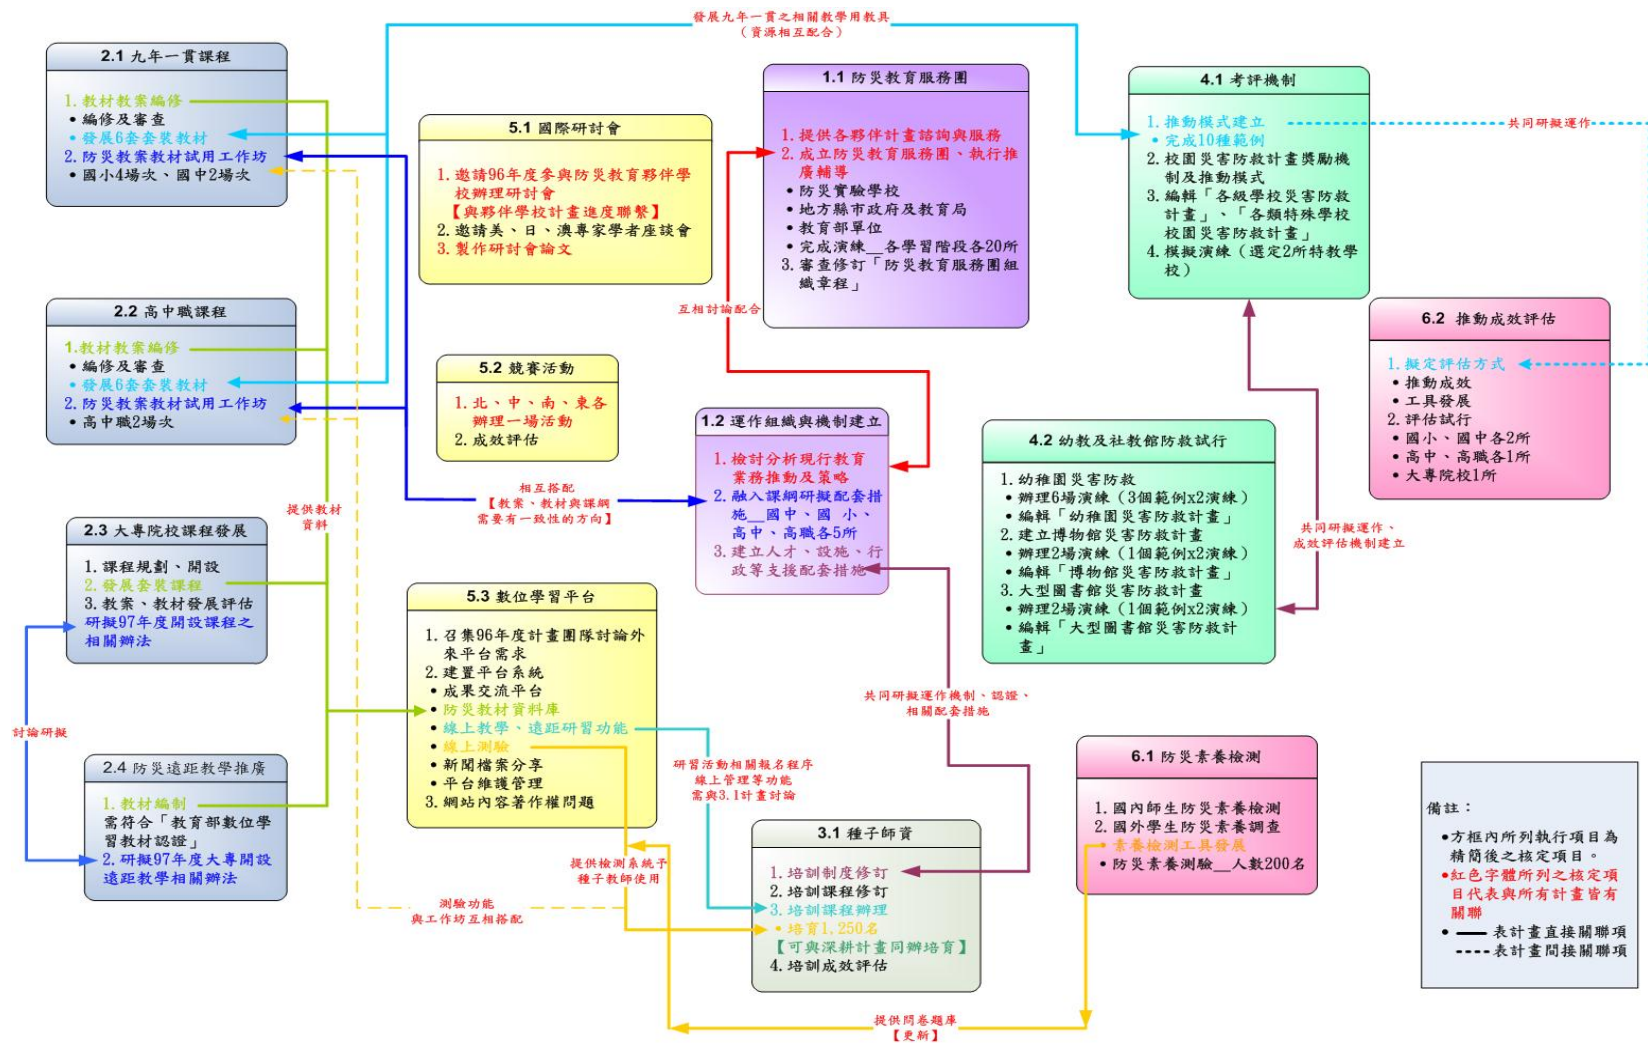 發展九年一貫之相關教學用教具
（資源相互配合）
2.1 九年一貫課程
1. 教材教案編修
• 編修及審查
• 發展6套套裝教材
2. 防災教案教材試用工作坊
• 國小4場次、國中2場次
5.1 國際研討會
1. 邀請96年度參與防災教育夥伴學
校辦理研討會
【與夥伴學校計畫進度聯繫】
2. 邀請美、日、澳專家學者座談會
3. 製作研討會論文
1.1 防災教育服務團
1. 提供各夥伴計畫諮詢與服務
2. 成立防災教育服務團、執行推
廣輔導
• 防災實驗學校
• 地方縣市政府及教育局
• 教育部單位
• 完成演練__各學習階段各20所
3. 審查修訂「防災教育服務團組
織章程」
4.1 考評機制
1. 推動模式建立
• 完成10種範例
2. 校園災害防救計畫獎勵機
制及推動模式
3. 編輯「各級學校災害防救
計畫」、「各類特殊學校
校園災害防救計畫」
4. 模擬演練（選定2所特教學
校）
共同研擬運作
2.2 高中職課程
1.教材教案編修
• 編修及審查
• 發展6套套裝教材
2. 防災教案教材試用工作坊
• 高中職2場次
互相討論配合
6.2 推動成效評估
1. 擬定評估方式
• 推動成效
• 工具發展
2. 評估試行
• 國小、國中各2所
• 高中、高職各1所
• 大專院校1所
5.2 競賽活動
1. 北、中、南、東各
辦理一場活動
2. 成效評估
1.2 運作組織與機制建立
1. 檢討分析現行教育
業務推動及策略
2. 融入課綱研擬配套措
施__國中、國 小、
高中、高職各5所
3. 建立人才、設施、行
政等支援配套措施
4.2 幼教及社教館防救試行
1. 幼稚園災害防救
• 辦理6場演練（3個範例x2演練）
• 編輯「幼稚園災害防救計畫」
2. 建立博物館災害防救計畫
• 辦理2場演練（1個範例x2演練）
• 編輯「博物館災害防救計畫」
3. 大型圖書館災害防救計畫
• 辦理2場演練（1個範例x2演練）
• 編輯「大型圖書館災害防救計
畫」
相互搭配
【教案、教材與課綱
需要有一致性的方向】
提供教材
資料
共同研擬運作、
成效評估機制建立
2.3 大專院校課程發展
1. 課程規劃、開設
2. 發展套裝課程
3. 教案、教材發展評估
研擬97年度開設課程之
相關辦法
5.3 數位學習平台
1. 召集96年度計畫團隊討論外
來平台需求
2. 建置平台系統
• 成果交流平台
• 防災教材資料庫
• 線上教學、遠距研習功能
• 線上測驗
• 新聞檔案分享
• 平台維護管理
3. 網站內容著作權問題
共同研擬運作機制、認證、
相關配套措施
討論研擬
2.4 防災遠距教學推廣
1. 教材編制
需符合「教育部數位學
習教材認證」
2. 研擬97年度大專開設
遠距教學相關辦法
研習活動相關報名程序
線上管理等功能
需與3.1計畫討論
6.1 防災素養檢測
1. 國內師生防災素養檢測
2. 國外學生防災素養調查
• 素養檢測工具發展
• 防災素養測驗__人數200名
備註：
•方框內所列執行項目為
精簡後之核定項目。
•紅色字體所列之核定項
目代表與所有計畫皆有
關聯
• —— 表計畫直接關聯項
----- 表計畫間接關聯項
3.1 種子師資
1. 培訓制度修訂
2. 培訓課程修訂
3. 培訓課程辦理
• 培育1,250名
【可與深耕計畫同辦培育】
4. 培訓成效評估
提供檢測系統予
種子教師使用
測驗功能
與工作坊互相搭配
提供問卷題庫
【更新】